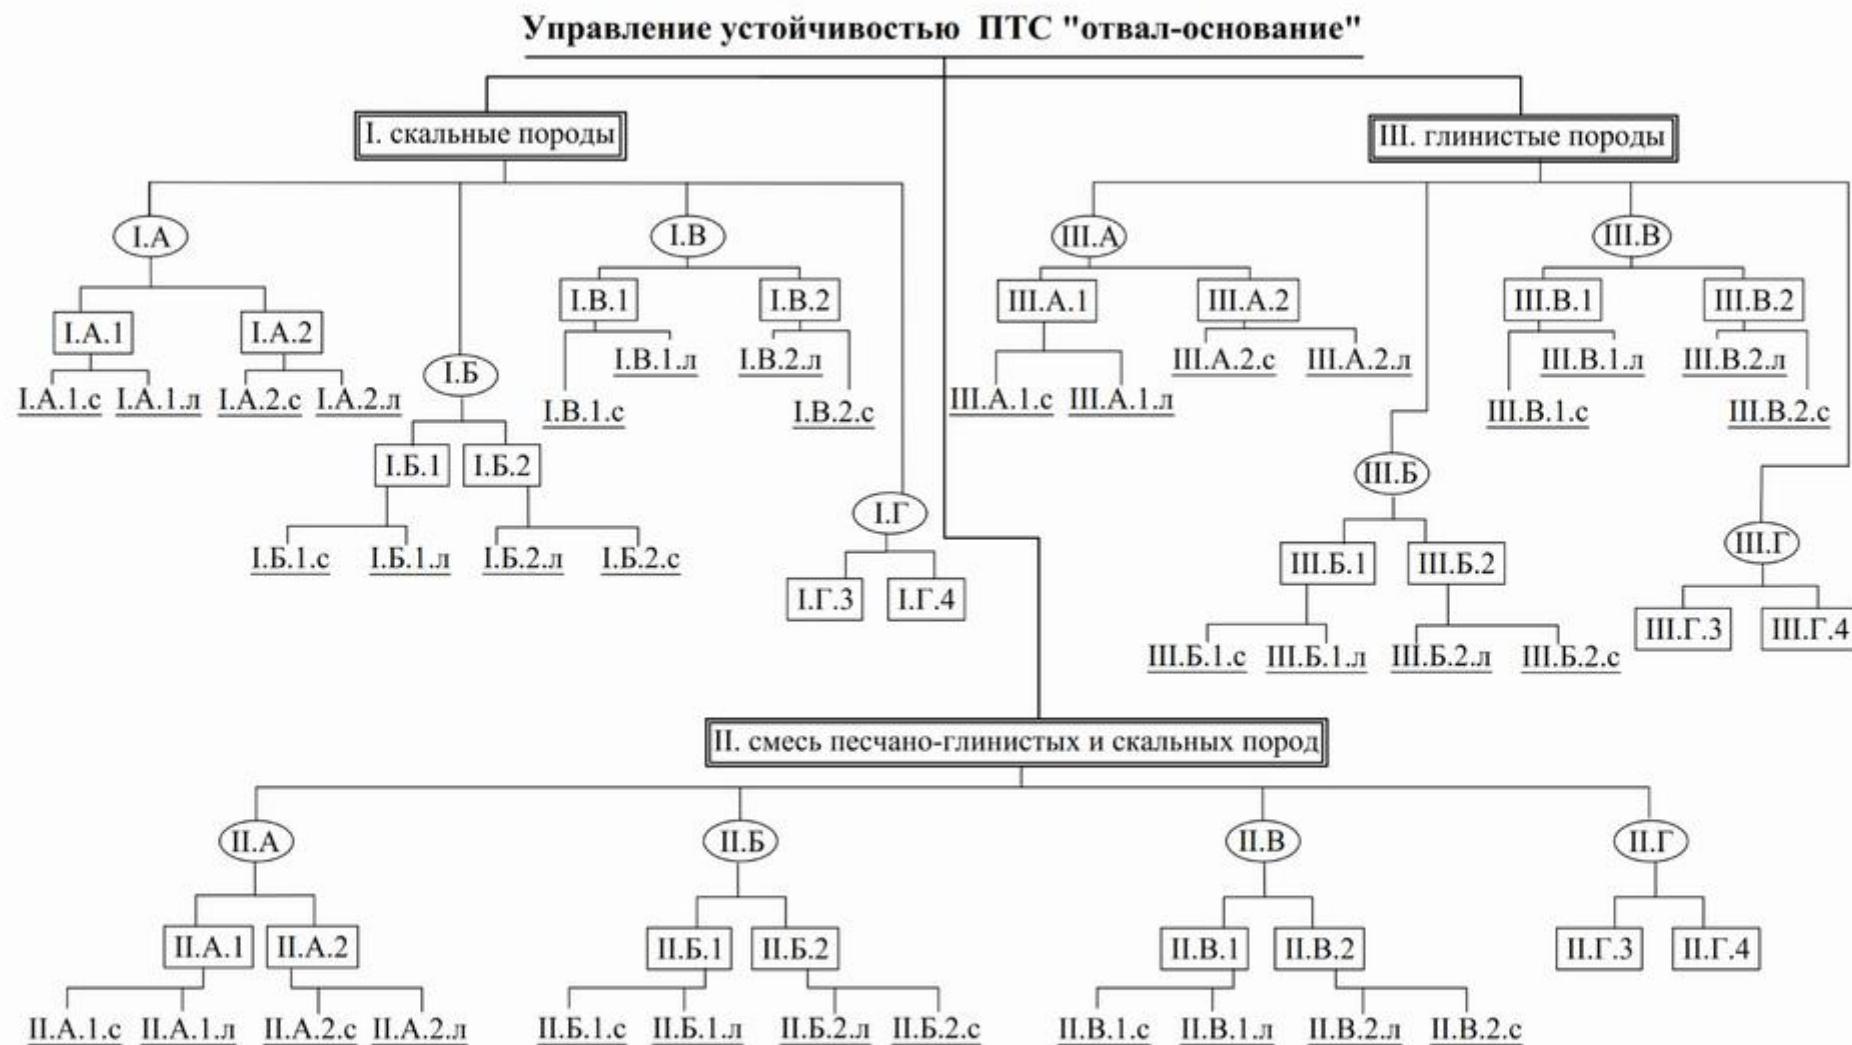 Управление устойчивостью ПТС "отвал-основание"
I. скальные породы
III. глинистые породы
I.А
I.В
III.А
III.В
I.А.1
I.А.2
I.В.1
I.В.2
III.А.1
III.А.2
III.В.1
III.В.2
I.А.1.с
I.А.1.л
I.А.2.с
I.А.2.л
I.Б
I.В.1.л
I.В.2.л
I.В.1.с
I.В.2.с
III.А.2.с
III.А.2.л
III.А.1.с
III.А.1.л
III.В.1.л
III.В.2.л
III.В.1.с
III.В.2.с
I.Б.1
I.Б.2
III.Б
I.Г
III.Г
I.Б.1.с
I.Б.1.л
I.Б.2.л
I.Б.2.с
III.Б.1
III.Б.2
I.Г.3
I.Г.4
III.Г.3
III.Г.4
III.Б.1.с
III.Б.1.л
III.Б.2.л
III.Б.2.с
II. смесь песчано-глинистых и скальных пород
II.А
II.Б
II.В
II.Г
II.А.1
II.А.2
II.Б.1
II.Б.2
II.В.1
II.В.2
II.Г.3
II.Г.4
II.А.1.с
II.А.1.л
II.А.2.с
II.А.2.л
II.Б.1.с
II.Б.1.л
II.Б.2.л
II.Б.2.с
II.В.1.с
II.В.1.л
II.В.2.л
II.В.2.с